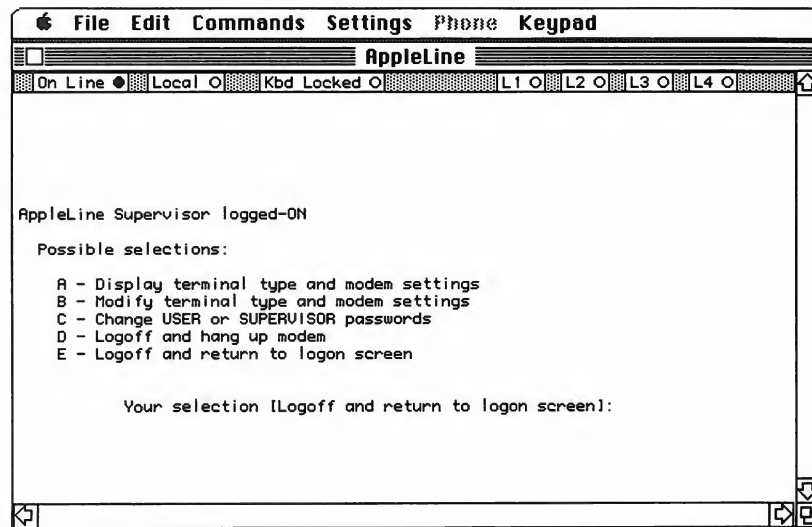 File Edit Commands Settings Phone Keypad
AppleLine
On Line Local Kbd Locked L1 L2 L3 L4
AppleLine Supervisor logged-ON
Possible selections:
A - Display terminal type and modem settings
B - Modify terminal type and modem settings
C - Change USER or SUPERVISOR passwords
D - Logoff and hang up modem
E - Logoff and return to logon screen
Your selection [Logoff and return to logon screen]: